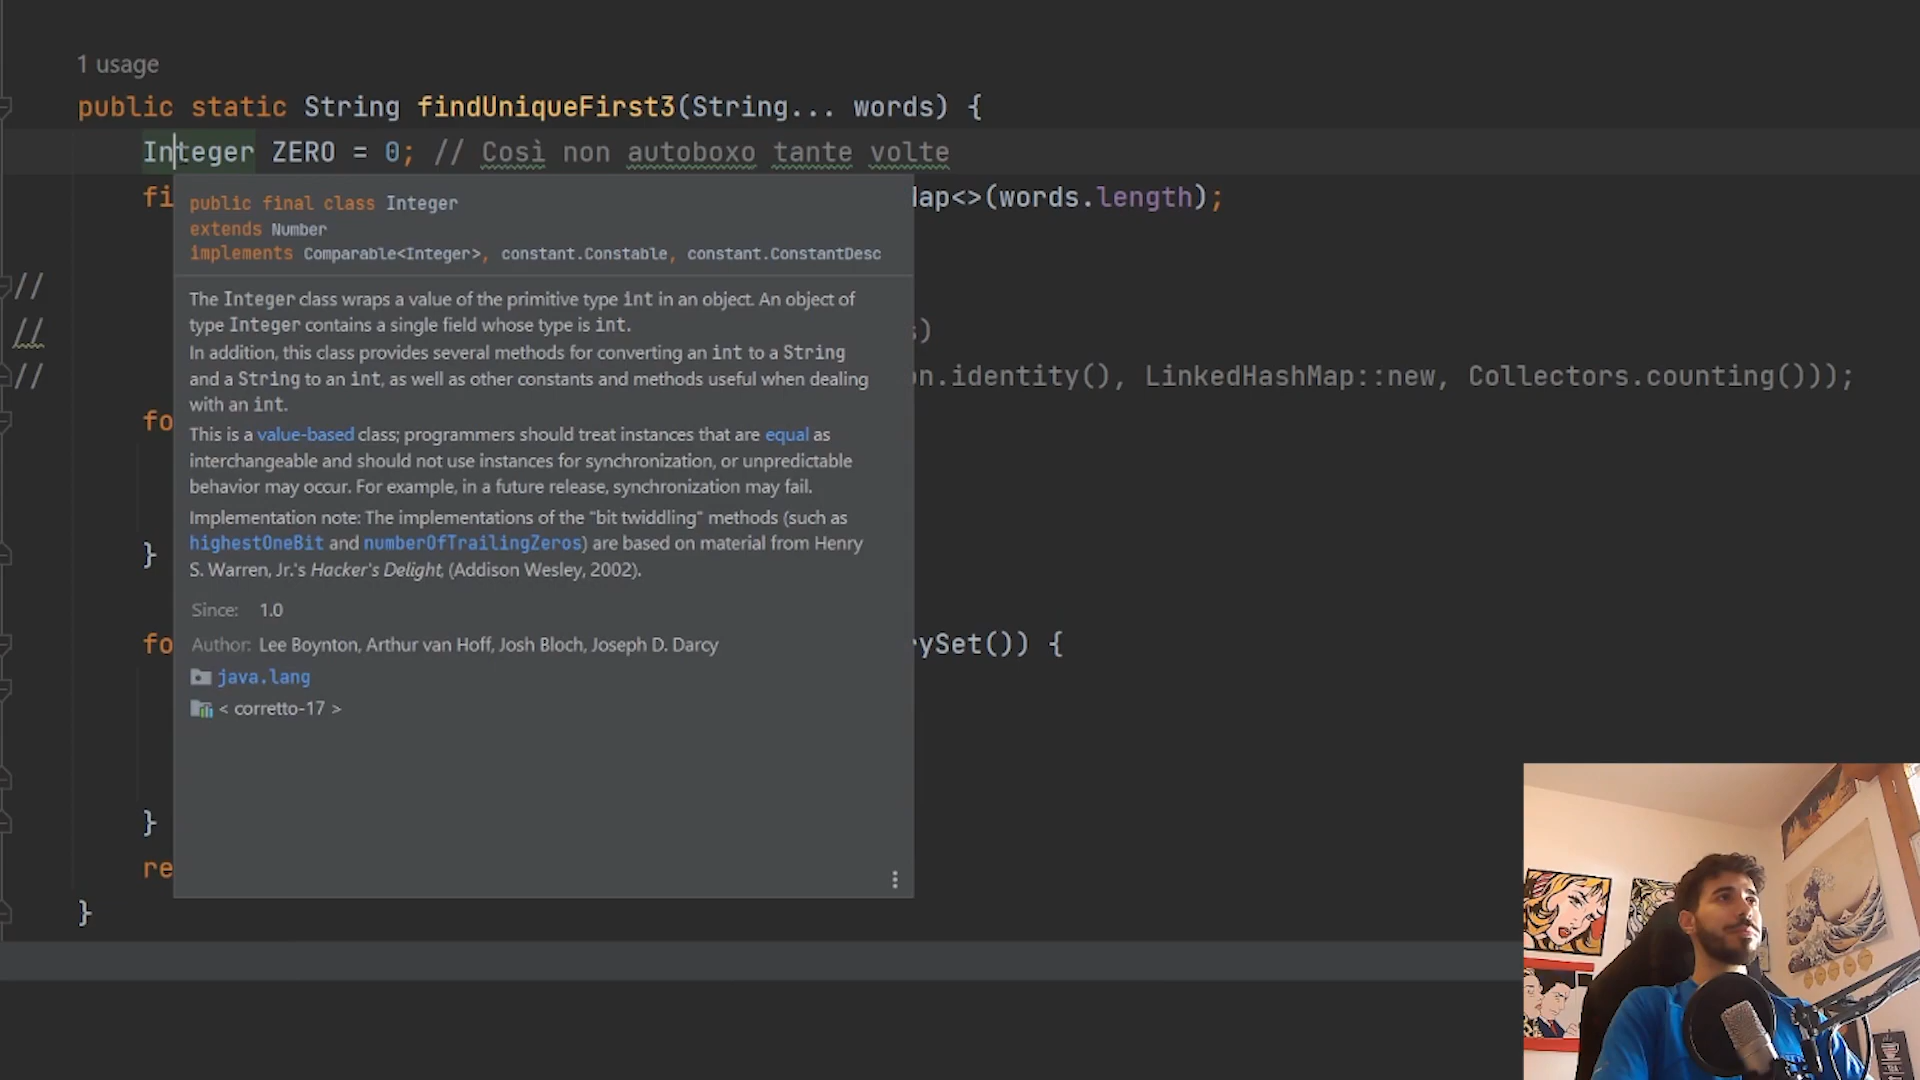 1 usage
public static String findUniqueFirst3(String... words) {
Integer ZERO = 0; // Così non autoboxo tante volte
fi ap<>(words.length);
public final class Integer
extends Number
implements Comparable<Integer>, constant.Constable, constant.ConstantDesc
//
The Integer class wraps a value of the primitive type int in an object. An object of
type Integer contains a single field whose type is int.
// s)
In addition, this class provides several methods for converting an int to a String
// n.identity(), LinkedHashMap::new, Collectors.counting()));
and a String to an int, as well as other constants and methods useful when dealing
with an int.
fo
This is a value-based class; programmers should treat instances that are equal as
interchangeable and should not use instances for synchronization, or unpredictable
behavior may occur. For example, in a future release, synchronization may fail.
Implementation note: The implementations of the "bit twiddling" methods (such as
highestOneBit and numberOfTrailingZeros) are based on material from Henry
}
S. Warren, Jr.'s Hacker's Delight, (Addison Wesley, 2002).
Since: 1.0
fo rySet()) {
Author: Lee Boynton, Arthur van Hoff, Josh Bloch, Joseph D. Darcy
java.lang
< corretto-17 >
}
re
}